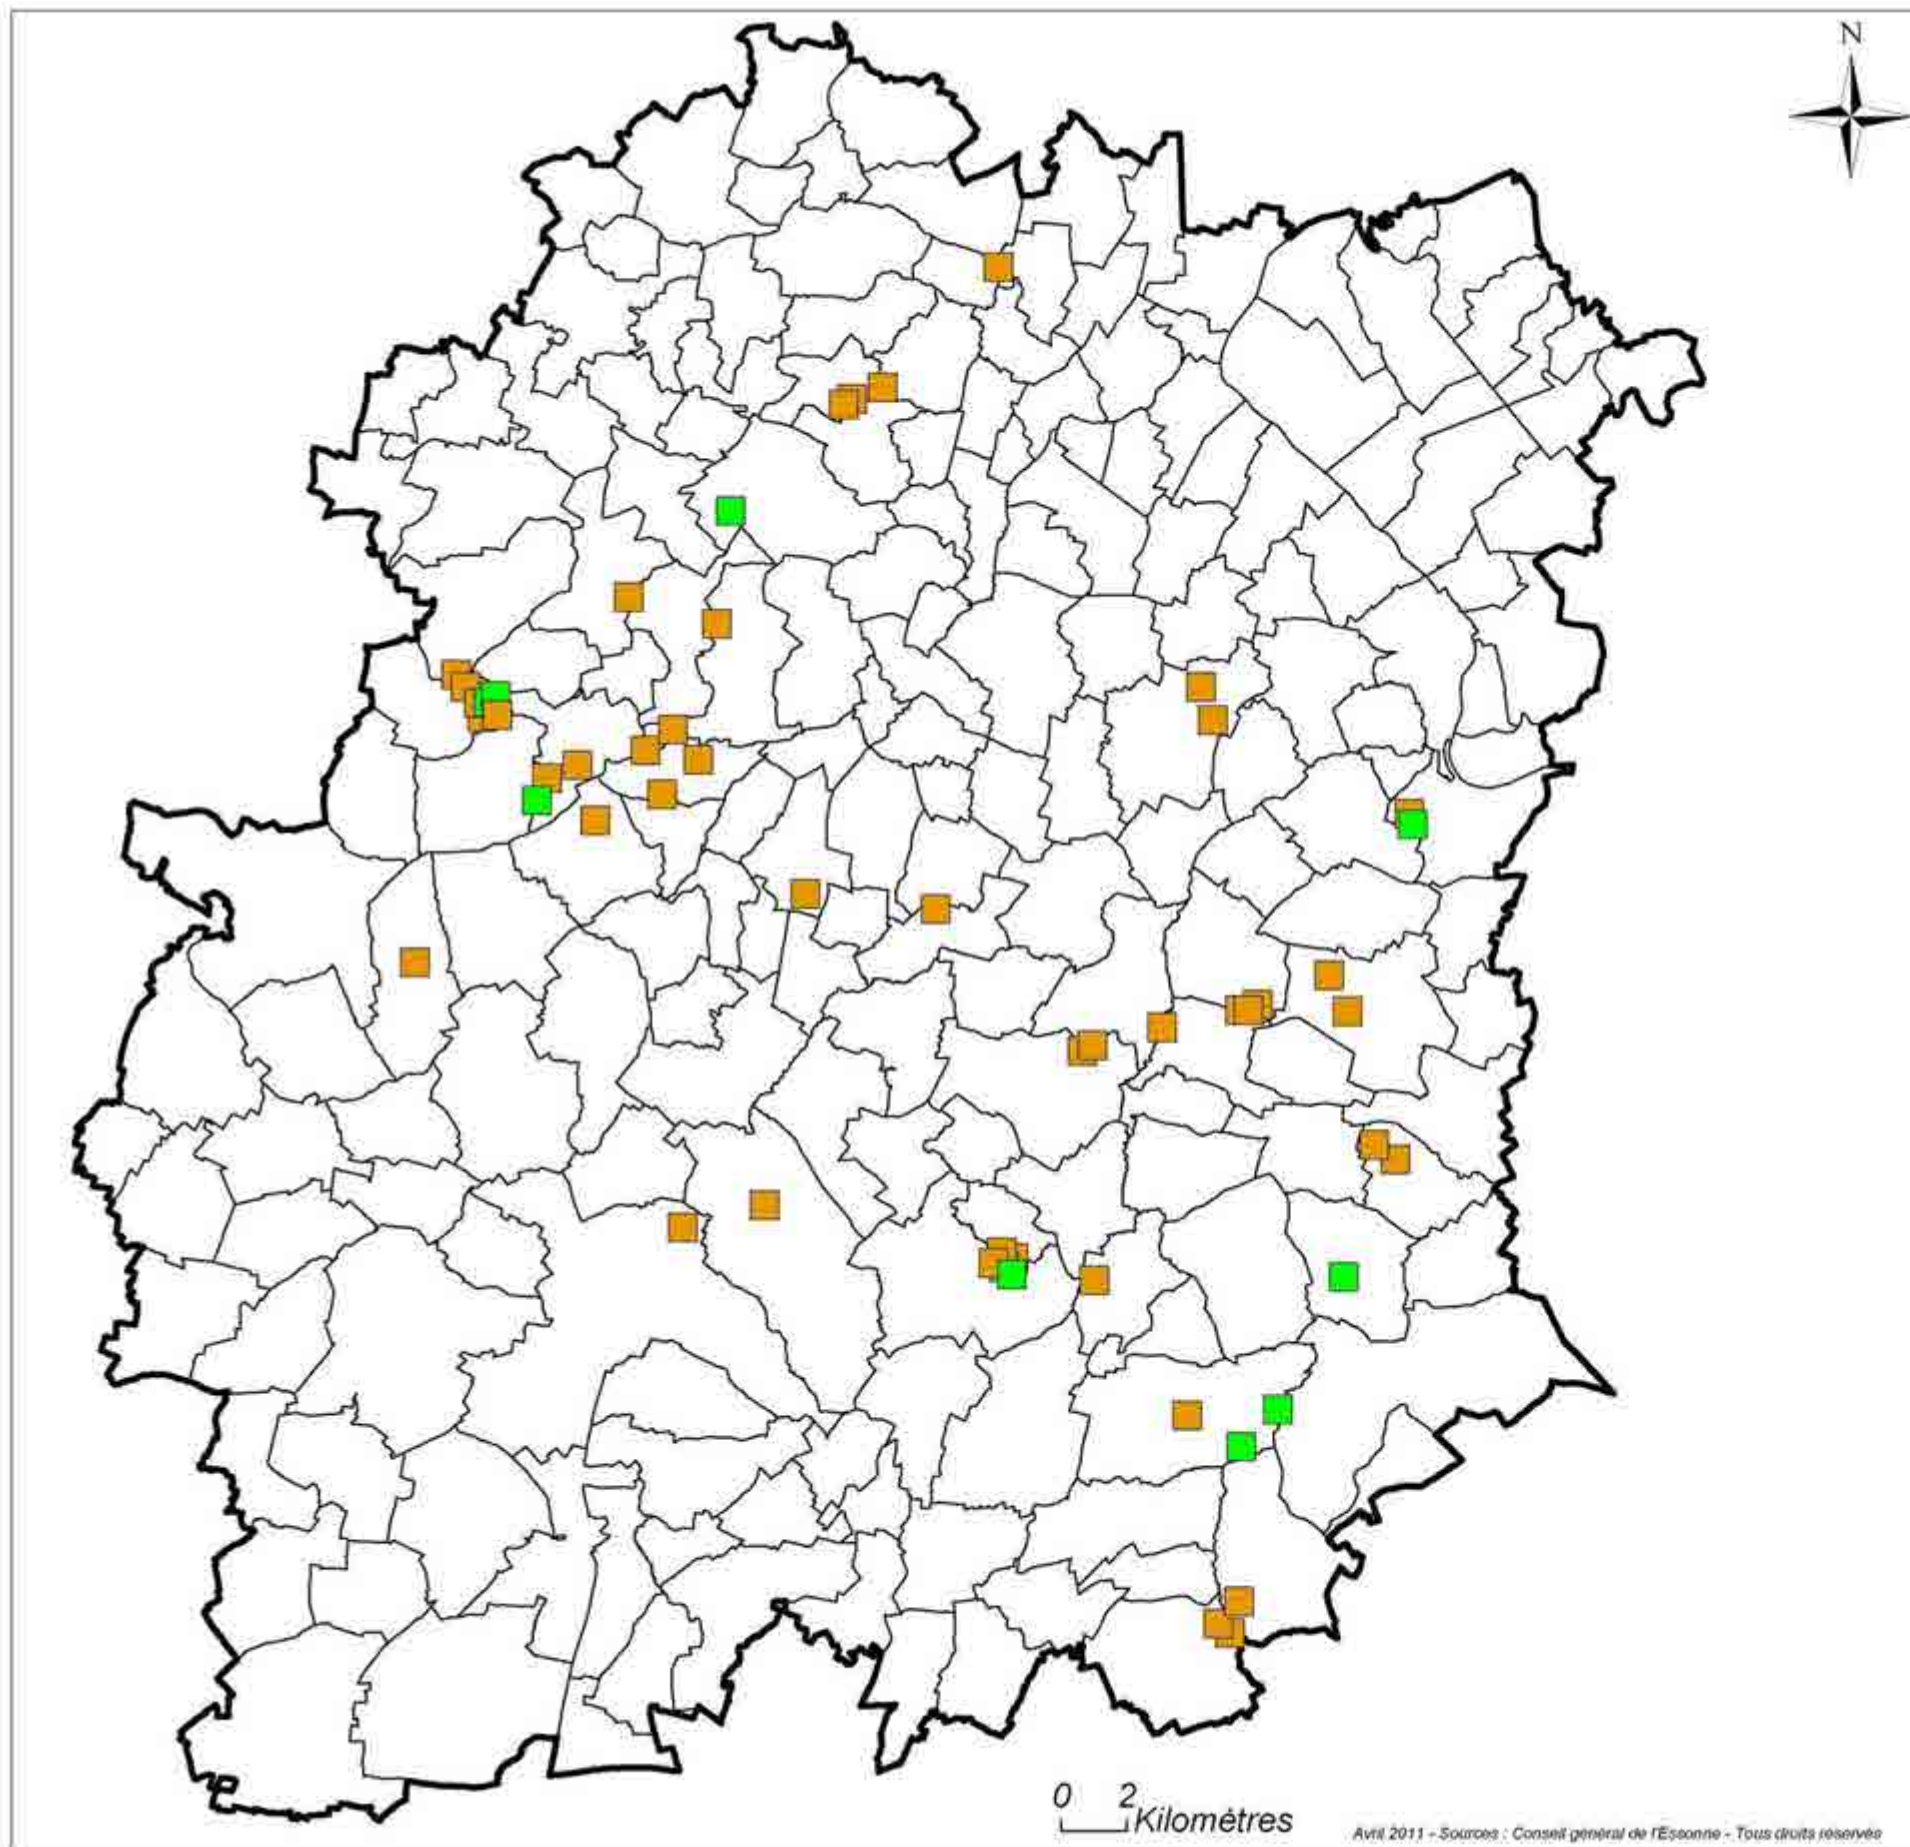 N
0 2
Kilomètres
Avril 2011 - Sources : Conseil général de l'Essonne - Tous droits réservés